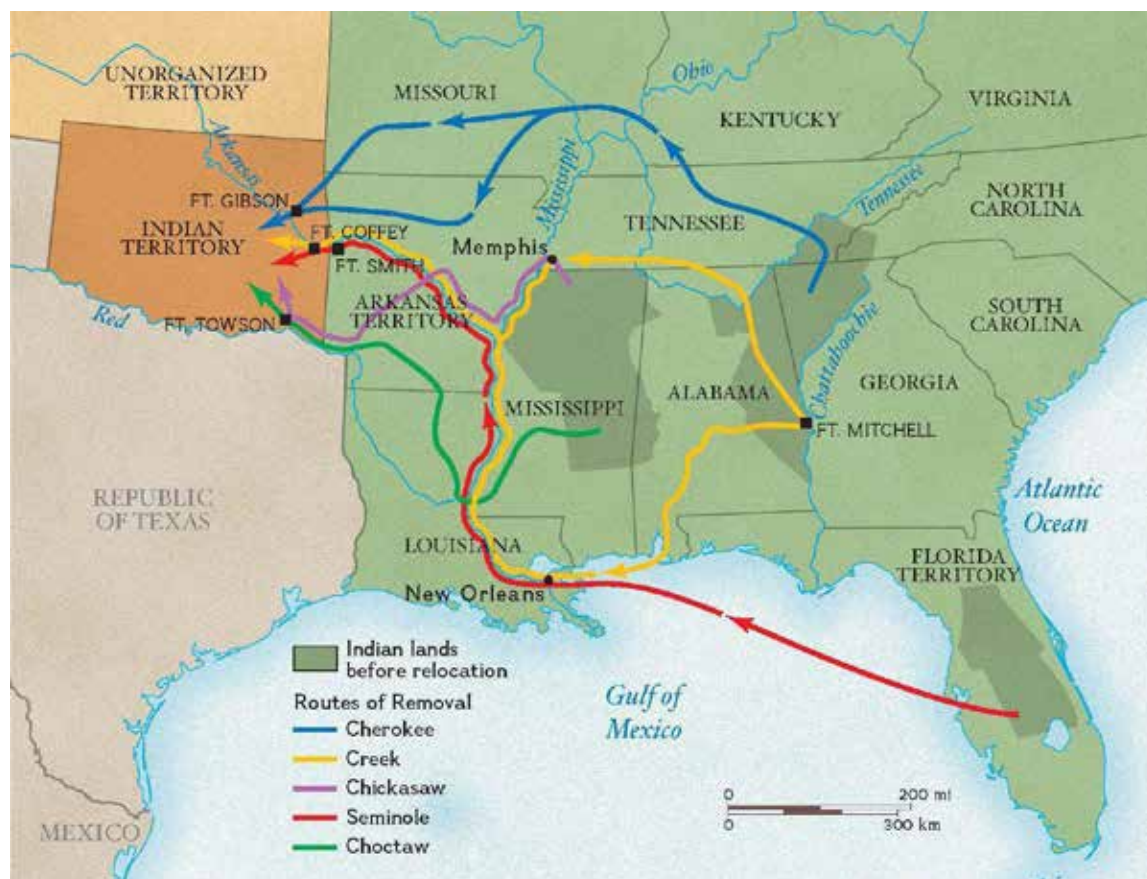 UNORGANIZED
TERRITORY
MISSOURI
Ohio
KENTUCKY
VIRGINIA
Arkansas
Mississippi
Tennessee
FT. GIBSON
NORTH
CAROLINA
TENNESSEE
INDIAN
TERRITORY
FT. COFFEY
Memphis
FT. SMITH
ARKANSAS
TERRITORY
Red
FT. TOWSON
SOUTH
CAROLINA
Chattahoochie
GEORGIA
ALABAMA
MISSISSIPPI
FT. MITCHELL
REPUBLIC
OF TEXAS
Atlantic
Ocean
LOUISIANA
FLORIDA
TERRITORY
New Orleans
Gulf of
Mexico
Indian lands
before relocation
Routes of Removal
Cherokee
Creek
Chickasaw
Seminole
Choctaw
0 200 mi
0 300 km
MEXICO